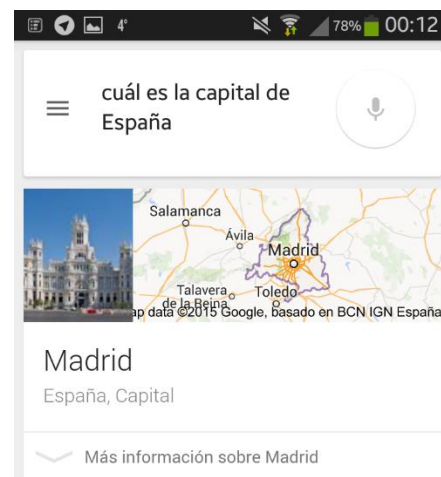 4° 78% 00:12
cuál es la capital de
España
Salamanca
Ávila
Madrid
Talavera
de la Reina
Toledo
ap data ©2015 Google, basado en BCN IGN España
Madrid
España, Capital
Más información sobre Madrid